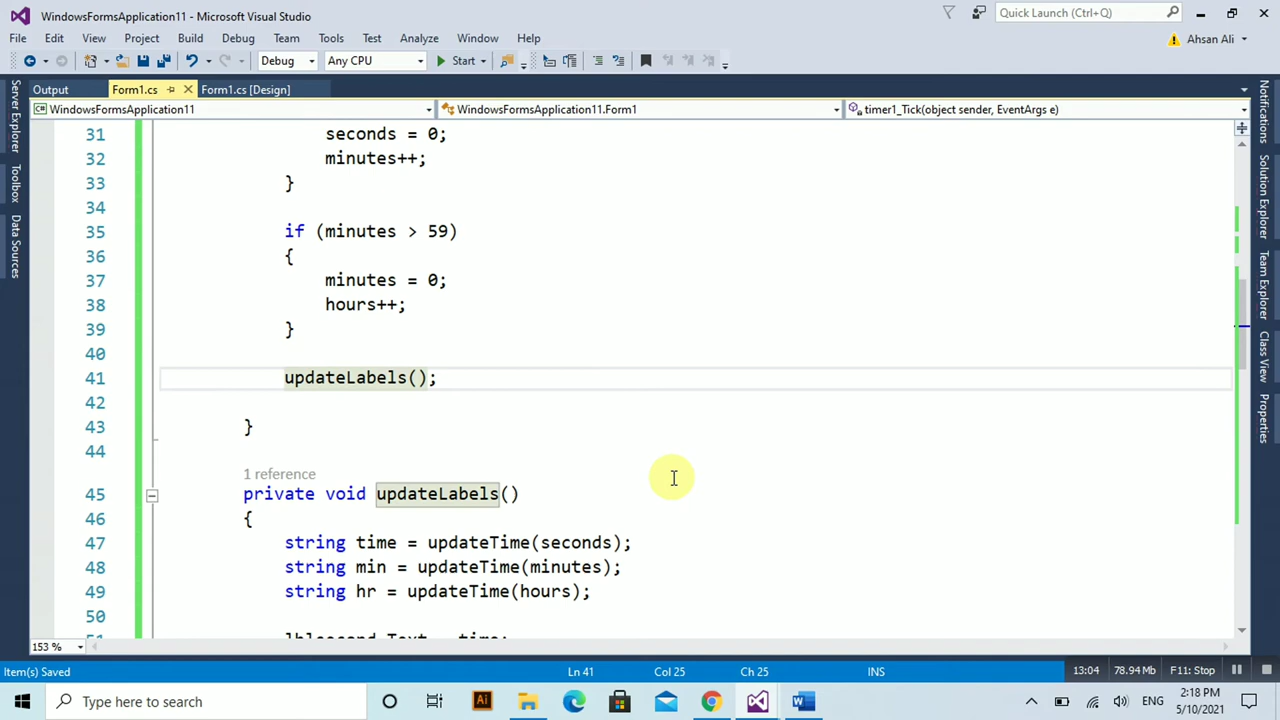 WindowsFormsApplication11 - Microsoft Visual Studio
Quick Launch (Ctrl+Q)
File Edit View Project Build Debug Team Tools Test Analyze Window Help
Ahsan Ali
Debug Any CPU Start
Output Form1.cs Form1.cs [Design]
WindowsFormsApplication11 WindowsFormsApplication11.Form1 timer1_Tick(object sender, EventArgs e)
Server Explorer
Toolbox
Data Sources
31 seconds = 0;
32 minutes++;
33 }
34
35 if (minutes > 59)
36 {
37 minutes = 0;
38 hours++;
39 }
40
41 updateLabels();
42
43 }
44
1 reference
45 private void updateLabels()
46 {
47 string time = updateTime(seconds);
48 string min = updateTime(minutes);
49 string hr = updateTime(hours);
50
51 lblsecond.Text = time;
Notifications
Solution Explorer
Team Explorer
Class View
Properties
153 %
Item(s) Saved Ln 41 Col 25 Ch 25 INS 13:04 78.94 Mb F11: Stop
Type here to search
Ai
ENG
2:18 PM
5/10/2021